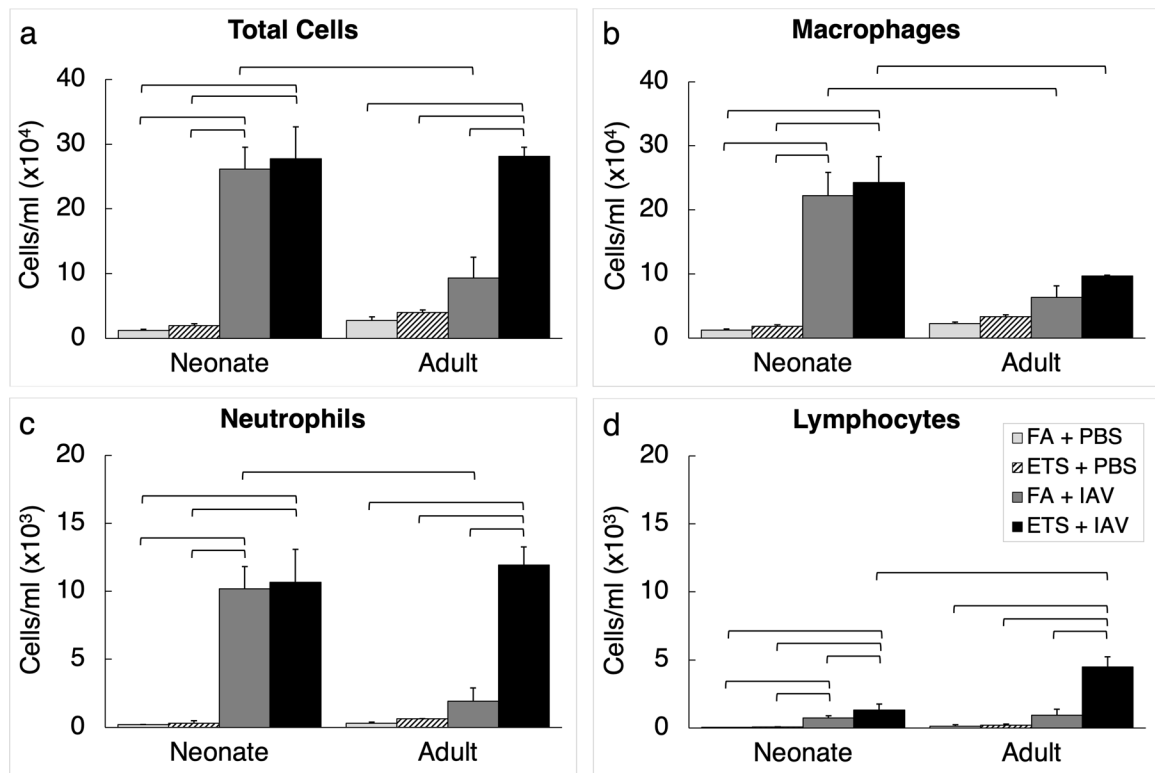 a
Total Cells
Cells/ml (x10⁴)
40
30
20
10
0
Neonate
Adult
b
Macrophages
Cells/ml (x10⁴)
40
30
20
10
0
Neonate
Adult
c
Neutrophils
Cells/ml (x10³)
20
15
10
5
0
Neonate
Adult
d
Lymphocytes
Cells/ml (x10³)
20
15
10
5
0
Neonate
Adult
FA + PBS
ETS + PBS
FA + IAV
ETS + IAV